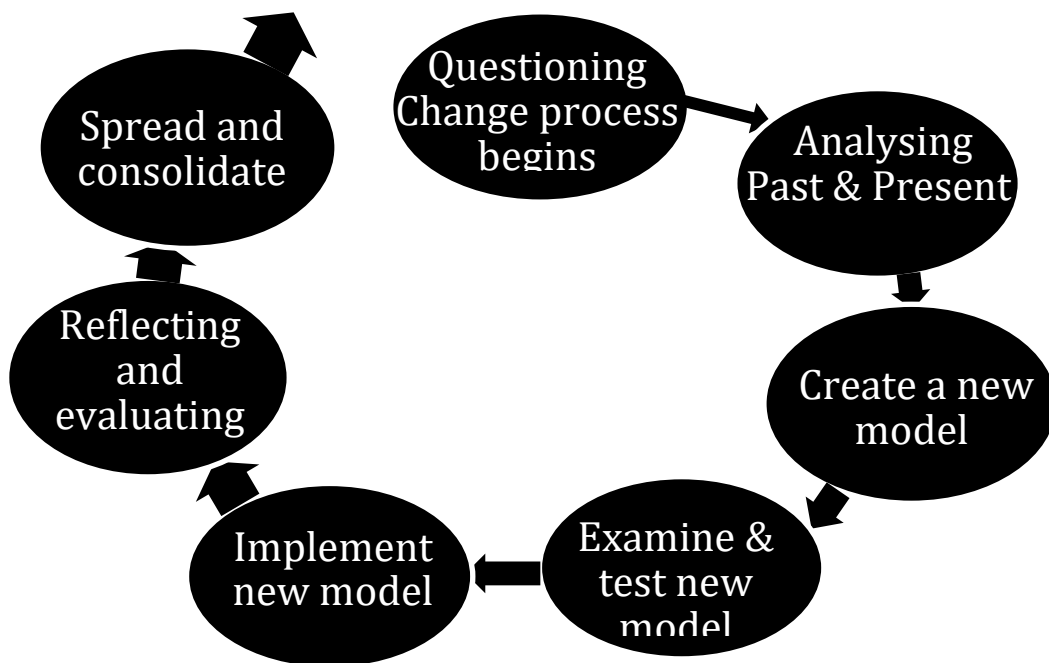 Questioning
Change process
begins
Analysing
Past & Present
Create a new
model
Examine &
test new
model
Implement
new model
Reflecting
and
evaluating
Spread and
consolidate